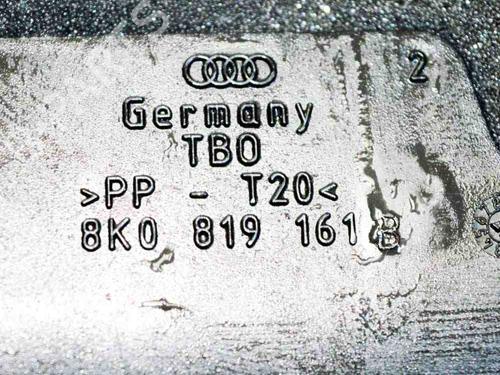 2
Germany
TBO
>PP - T20<
8K0 819 161 B